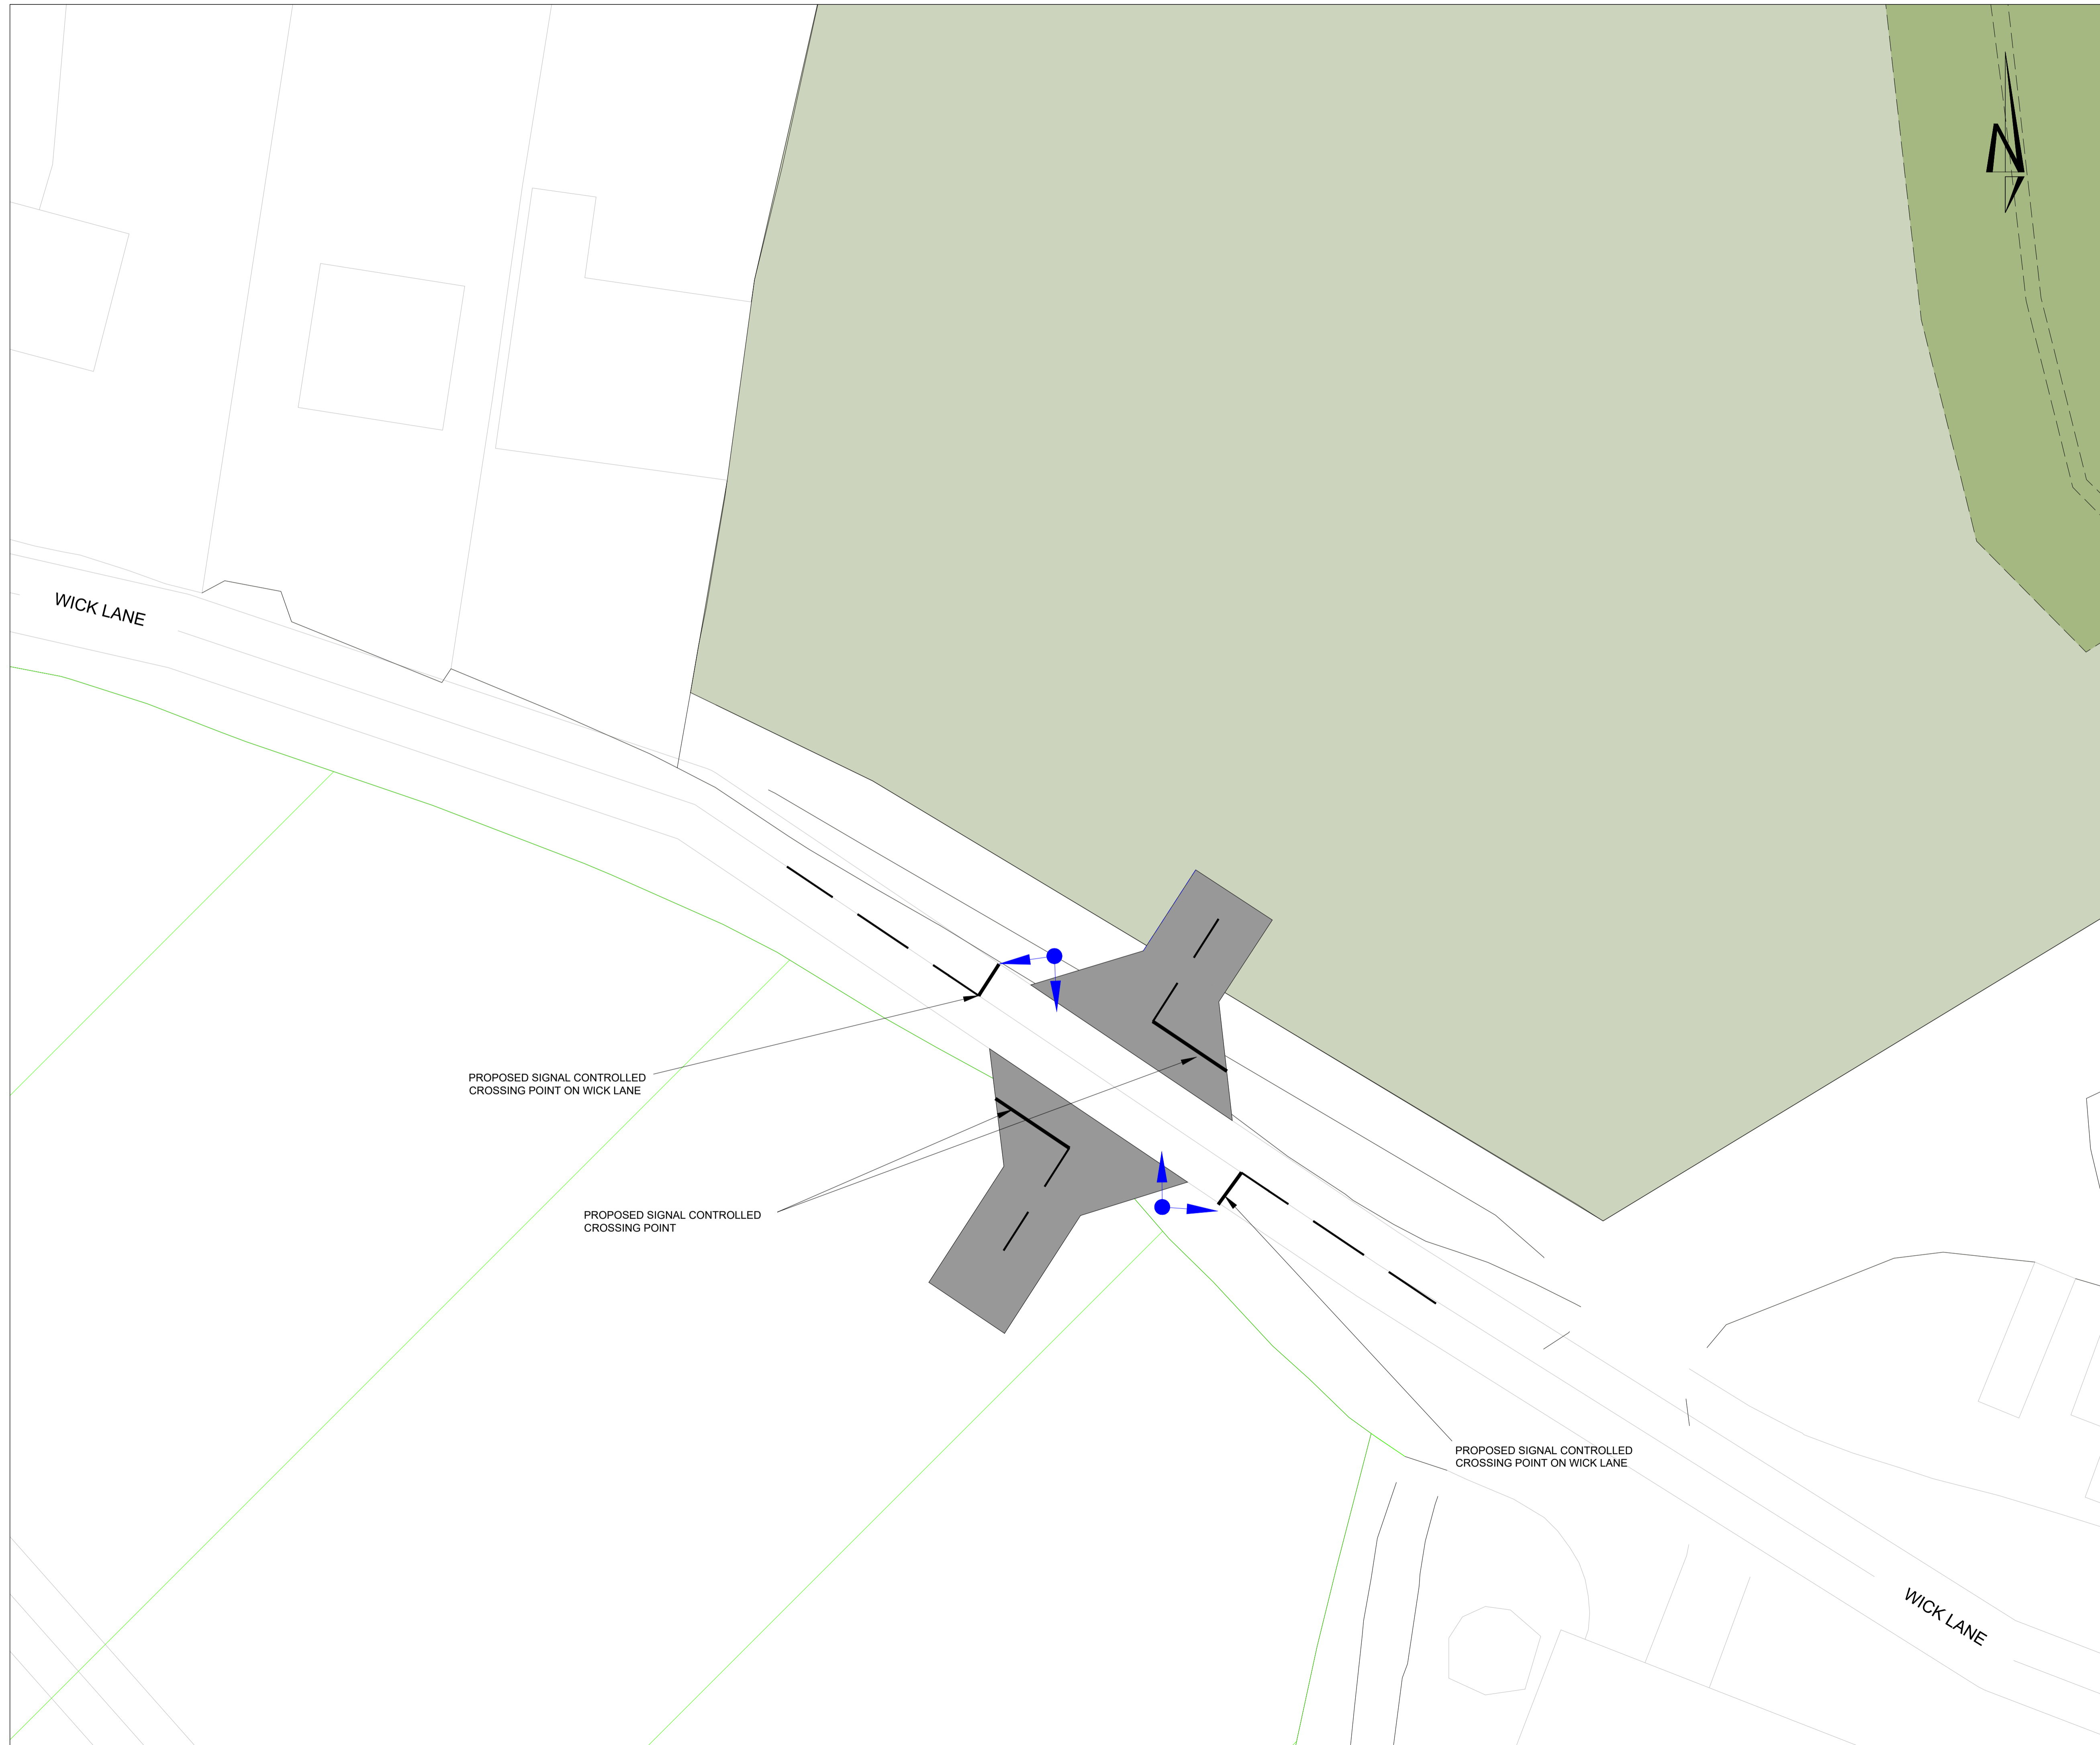 N
WICK LANE
PROPOSED SIGNAL CONTROLLED
CROSSING POINT ON WICK LANE
PROPOSED SIGNAL CONTROLLED
CROSSING POINT
PROPOSED SIGNAL CONTROLLED
CROSSING POINT ON WICK LANE
WICK LANE